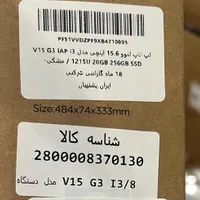 PF51VVDZPF9XB4710095
لپ تاپ لنوو 15.6 اینچی مدل V15 G3 IAP i3
1215U 20GB 256GB SSD / مشکی-
18 ماه گارانتی شرکتی
ایران پشتیبان
Size:484x74x333mm
شناسه کالا
2800008370130
مدل دستگاه V15 G3 I3/8